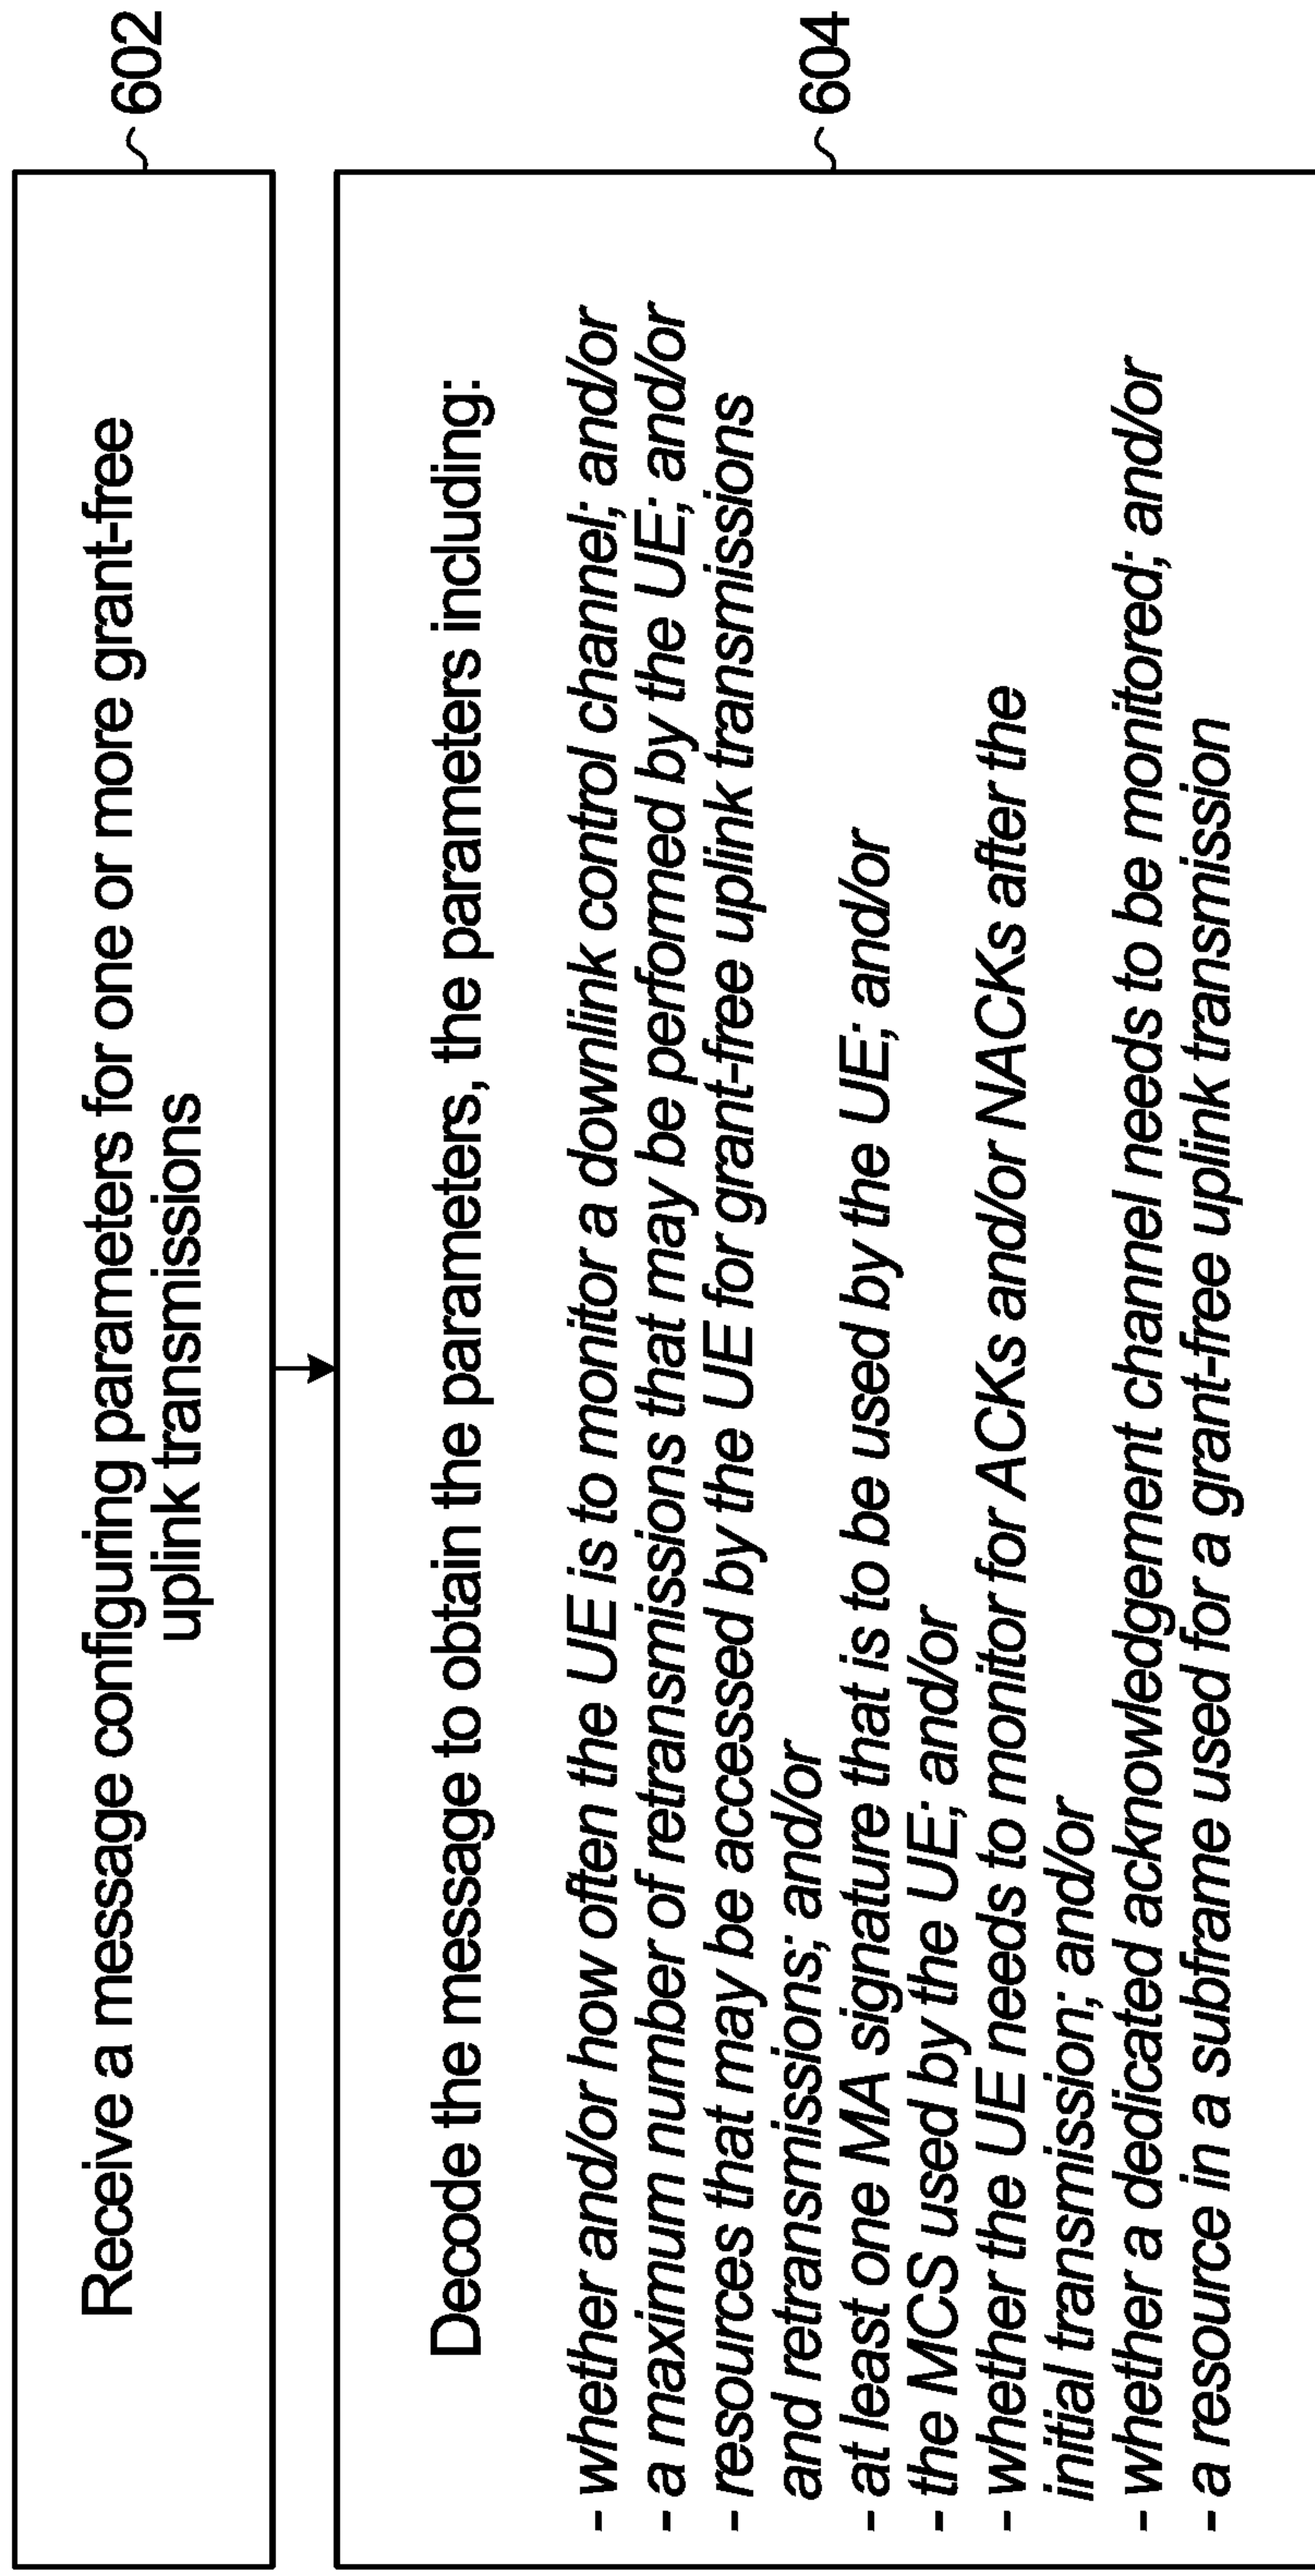 Receive a message configuring parameters for one or more grant-free
uplink transmissions
602
Decode the message to obtain the parameters, the parameters including:
- whether and/or how often the UE is to monitor a downlink control channel; and/or
- a maximum number of retransmissions that may be performed by the UE; and/or
- resources that may be accessed by the UE for grant-free uplink transmissions
and retransmissions; and/or
- at least one MA signature that is to be used by the UE; and/or
- the MCS used by the UE; and/or
- whether the UE needs to monitor for ACKs and/or NACKs after the
initial transmission; and/or
- whether a dedicated acknowledgement channel needs to be monitored; and/or
- a resource in a subframe used for a grant-free uplink transmission
604